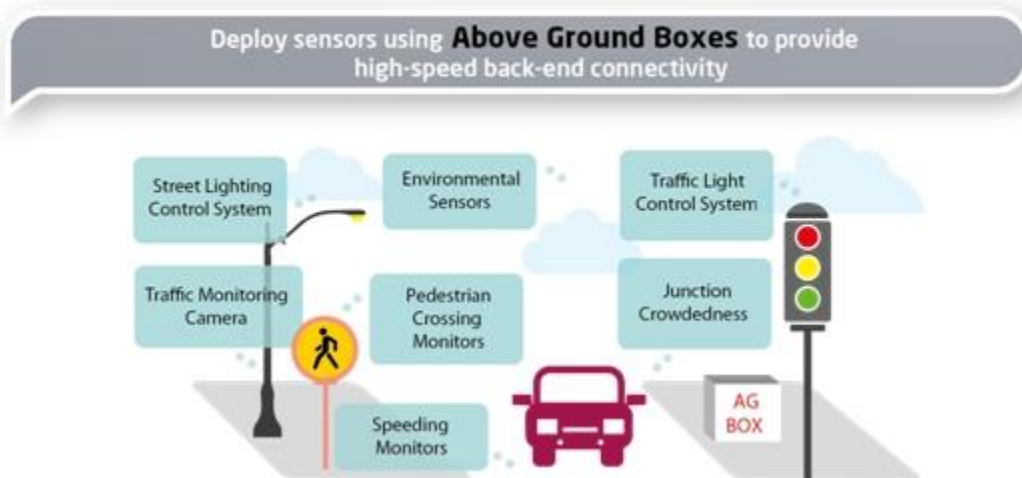 Deploy sensors using Above Ground Boxes to provide
high-speed back-end connectivity
Street Lighting
Control System
Environmental
Sensors
Traffic Light
Control System
Traffic Monitoring
Camera
Pedestrian
Crossing
Monitors
Junction
Crowdedness
AG
BOX
Speeding
Monitors